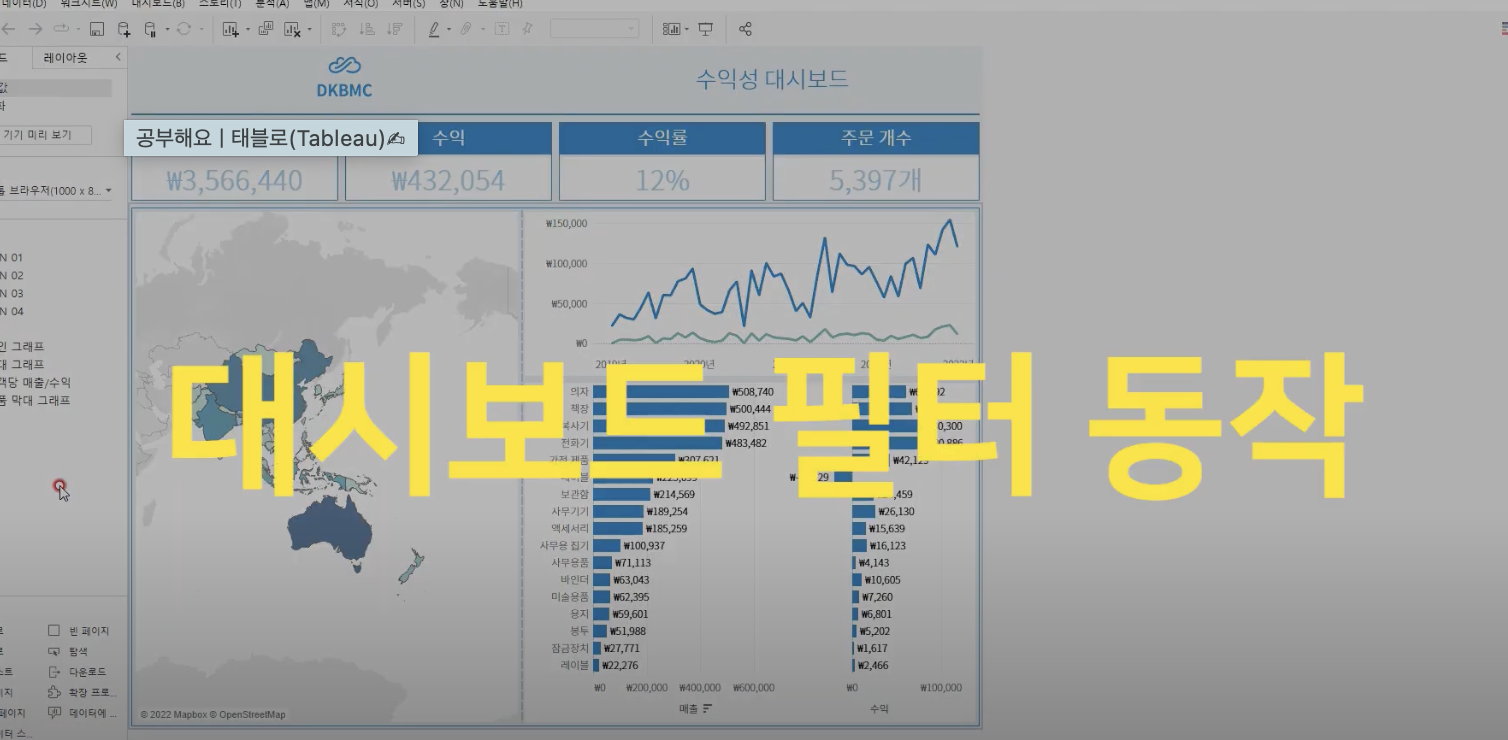 데이터(D) 워크시트(W) 대시보드(B) 스토리(T) 분석(A) 맵(M) 서식(O) 서버(S) 창(N) 도움말(H)
레이아웃
기기 미리 보기
브라우저(1000 x 8...
N 01
N 02
N 03
N 04
인 그래프
대 그래프
객당 매출/수익
품 막대 그래프
빈 페이지
탐색
다운로드
확장 프로...
데이터에 ...
DKBMC
수익성 대시보드
공부해요 | 태블로(Tableau)✍
수익 수익률 주문 개수
₩3,566,440 ₩432,054 12% 5,397개
₩150,000
₩100,000
₩50,000
₩0
대시보드 필터 동작
의자 ₩508,740
책장 ₩500,444
복사기 ₩492,851
전화기 ₩483,482
가정 제품 ₩307,621 ₩42,123
보관함 ₩214,569
사무기기 ₩189,254 ₩26,130
액세서리 ₩185,259 ₩15,639
사무용 집기 ₩100,937 ₩16,123
사무용품 ₩71,113 ₩4,143
바인더 ₩63,043 ₩10,605
미술용품 ₩62,395 ₩7,260
용지 ₩59,601 ₩6,801
봉투 ₩51,988 ₩5,202
잠금장치 ₩27,771 ₩1,617
레이블 ₩22,276 ₩2,466
₩0 ₩200,000 ₩400,000 ₩600,000 ₩0 ₩100,000
매출 수익
© 2022 Mapbox © OpenStreetMap